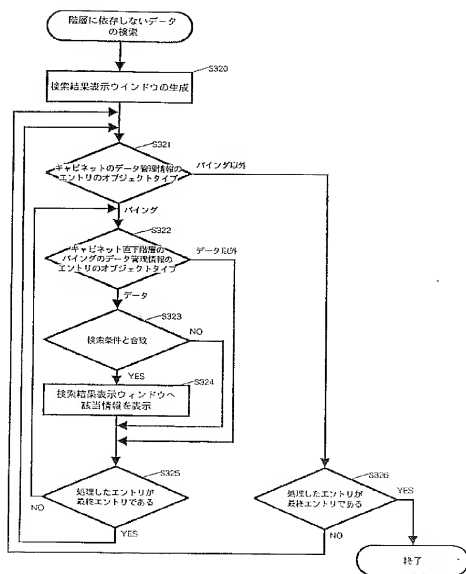 階層に依存しないデータ
の検索
S320
検索結果表示ウインドウの生成
S321
キャビネットのデータ管理情報の
エントリのオブジェクトタイプ
バインダ以外
バインダ
S322
キャビネット直下階層の
バインダのデータ管理情報の
エントリのオブジェクトタイプ
データ以外
データ
S323
検索条件と合致
NO
YES
S324
検索結果表示ウィンドウへ
該当情報を表示
S325
処理したエントリが
最終エントリである
NO
YES
S326
処理したエントリが
最終エントリである
YES
NO
終了